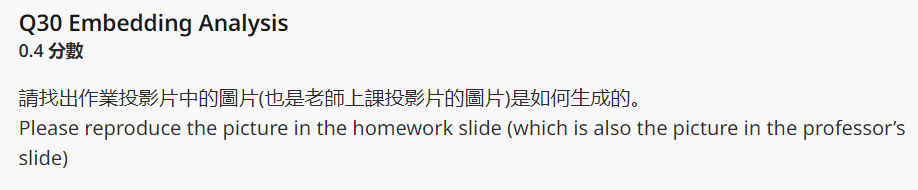 Q30 Embedding Analysis
0.4 分數
請找出作業投影片中的圖片(也是老師上課投影片的圖片)是如何生成的。
Please reproduce the picture in the homework slide (which is also the picture in the professor’s
slide)